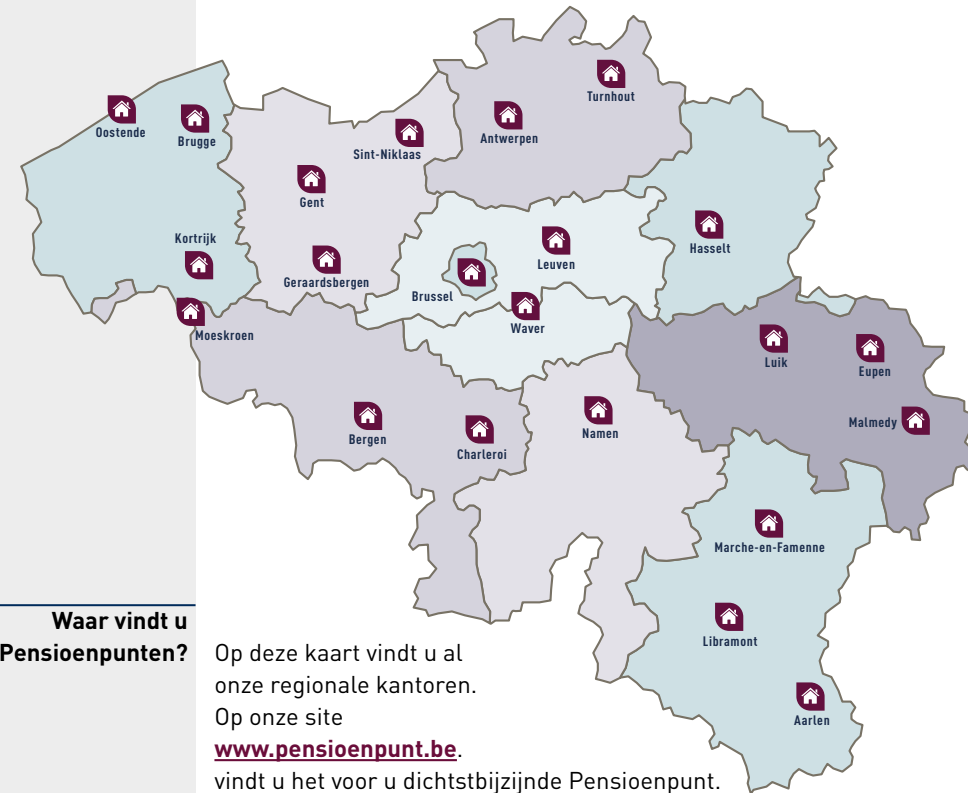 Turnhout
Oostende
Brugge
Antwerpen
Sint-Niklaas
Gent
Kortrijk
Hasselt
Leuven
Geraardsbergen
Brussel
Waver
Moeskroen
Luik
Eupen
Malmedy
Namen
Bergen
Charleroi
Marche-en-Famenne
Libramont
Aarlen
Waar vindt u
Pensioenpunten?
Op deze kaart vindt u al
onze regionale kantoren.
Op onze site
www.pensioenpunt.be.
vindt u het voor u dichtstbijzijnde Pensioenpunt.